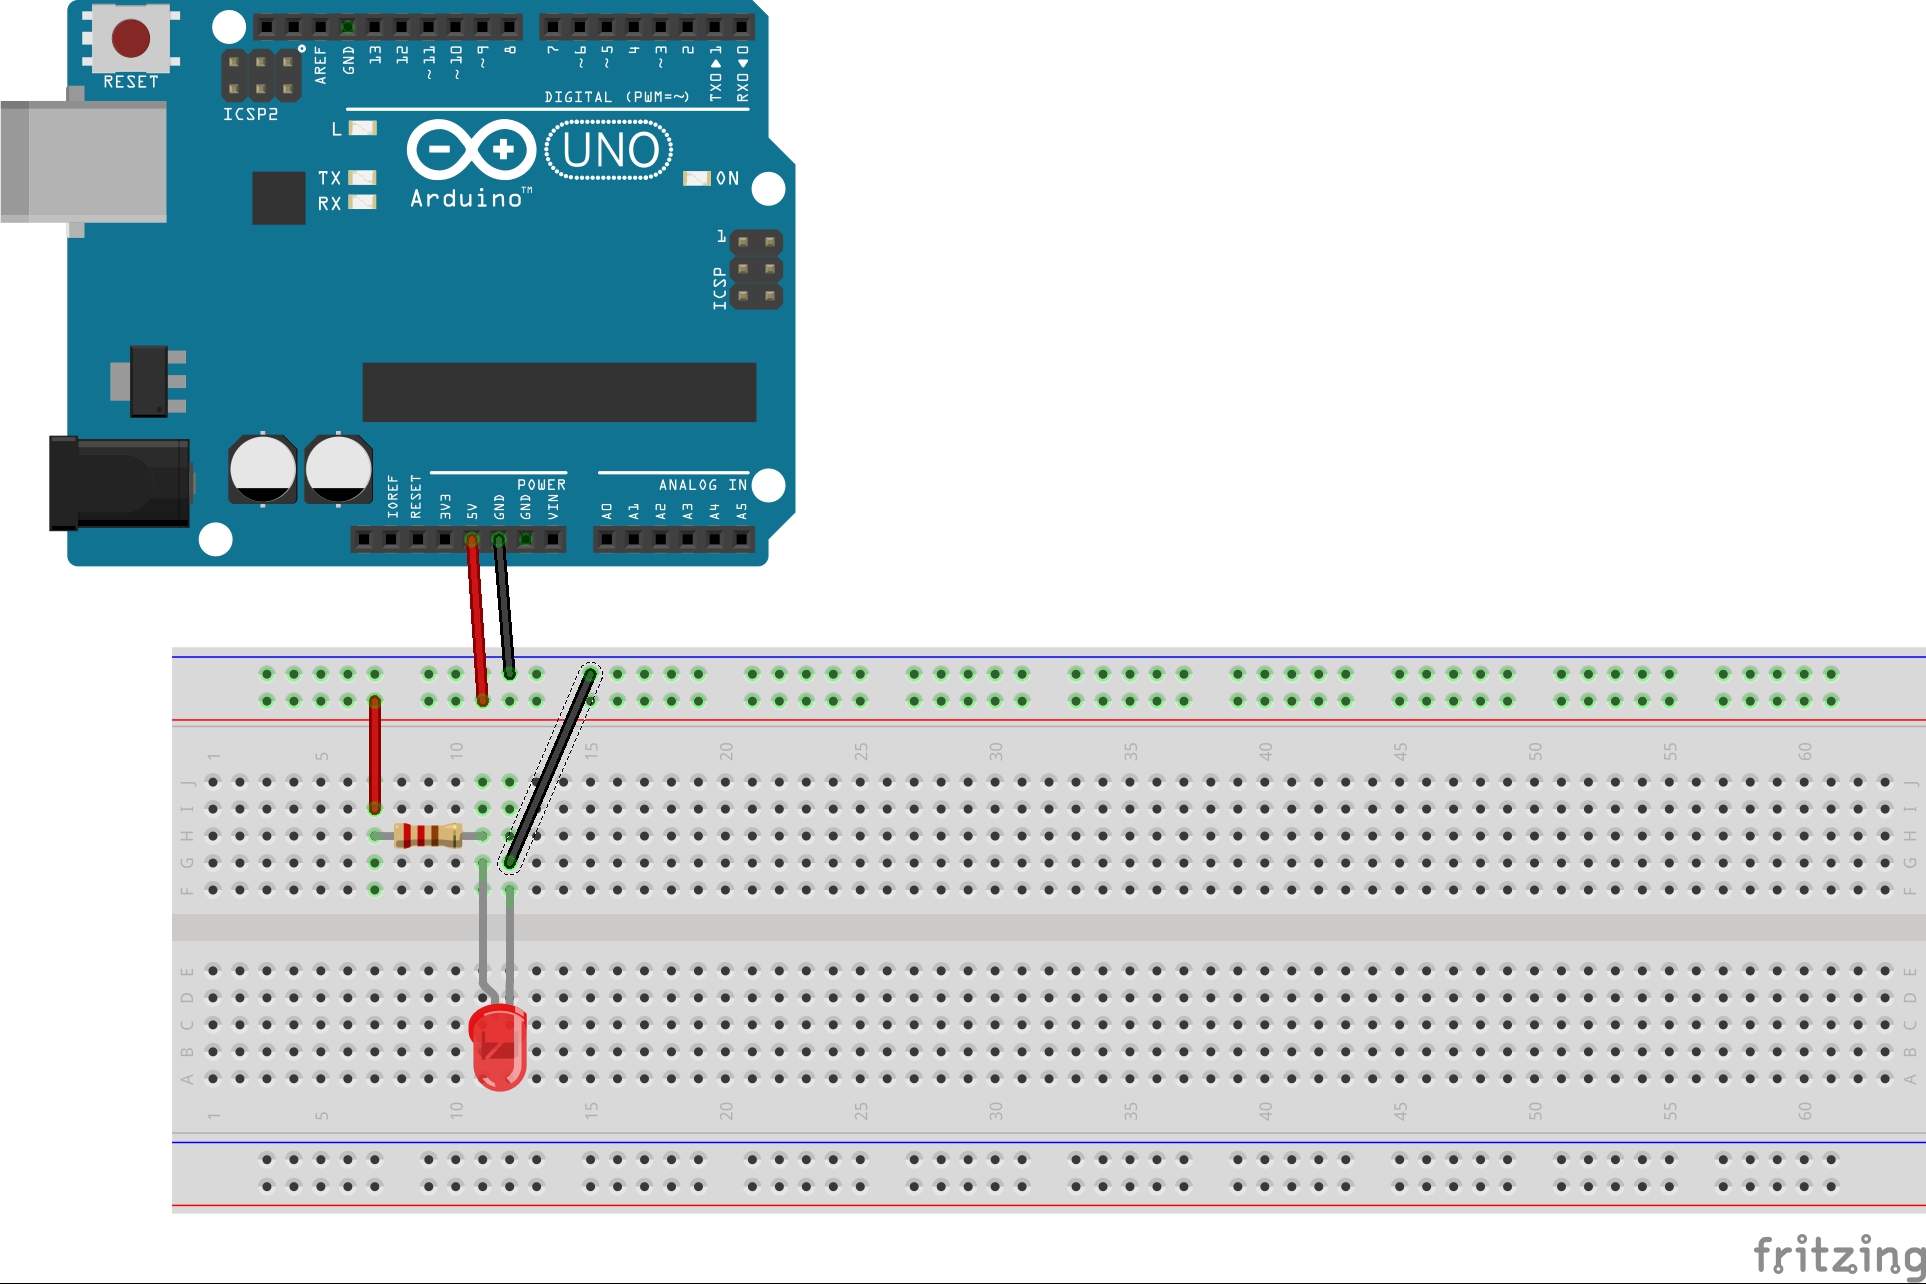 RESET
ICSP2
AREF
GND
13
12
~11
~10
~9
8
7
~6
~5
4
~3
2
TX0▶1
RX0◀0
DIGITAL (PWM=~)
L
TX
RX
UNO
Arduino™
ON
1
ICSP
IOREF
RESET
3V3
5V
GND
GND
VIN
POWER
ANALOG IN
A0
A1
A2
A3
A4
A5
1 5 10 15 20 25 30 35 40 45 50 55 60
J J
I I
H H
G G
F F
E E
D D
C C
B B
A A
1 5 10 15 20 25 30 35 40 45 50 55 60
fritzing